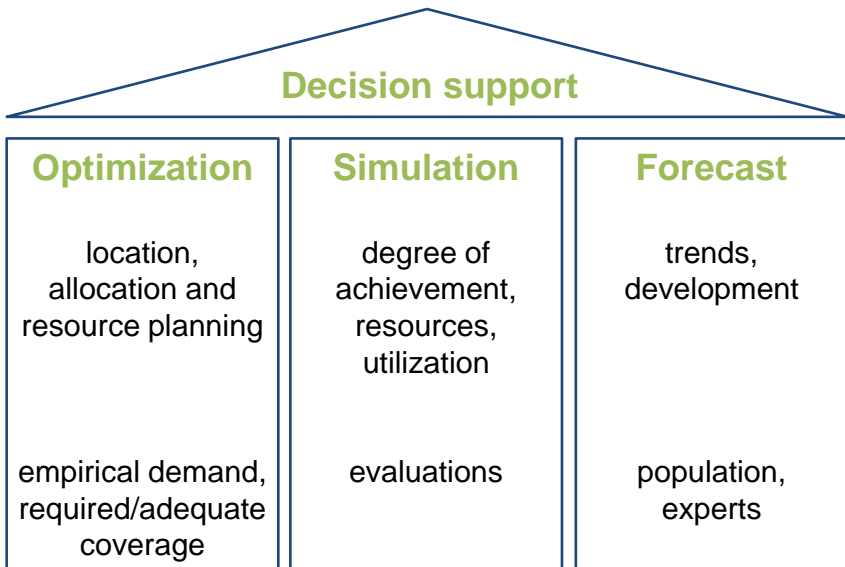 Decision support
Optimization
location,
allocation and
resource planning
empirical demand,
required/adequate
coverage
Simulation
degree of
achievement,
resources,
utilization
evaluations
Forecast
trends,
development
population,
experts